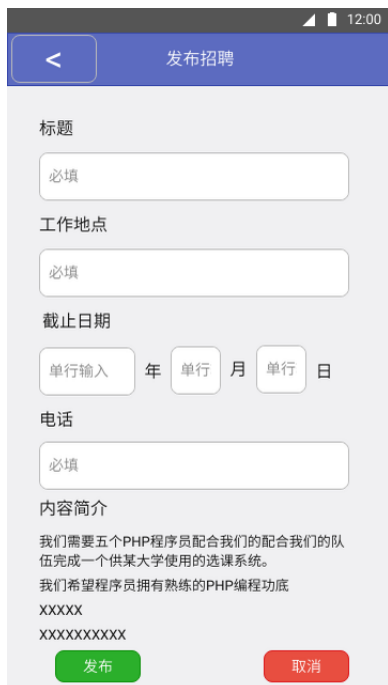 12:00
< 发布招聘
标题
必填
工作地点
必填
截止日期
单行输入 年 单行 月 单行 日
电话
必填
内容简介
我们需要五个PHP程序员配合我们的配合我们的队
伍完成一个供某大学使用的选课系统。
我们希望程序员拥有熟练的PHP编程功底
xxxxx
xxxxxxxxxx
发布 取消